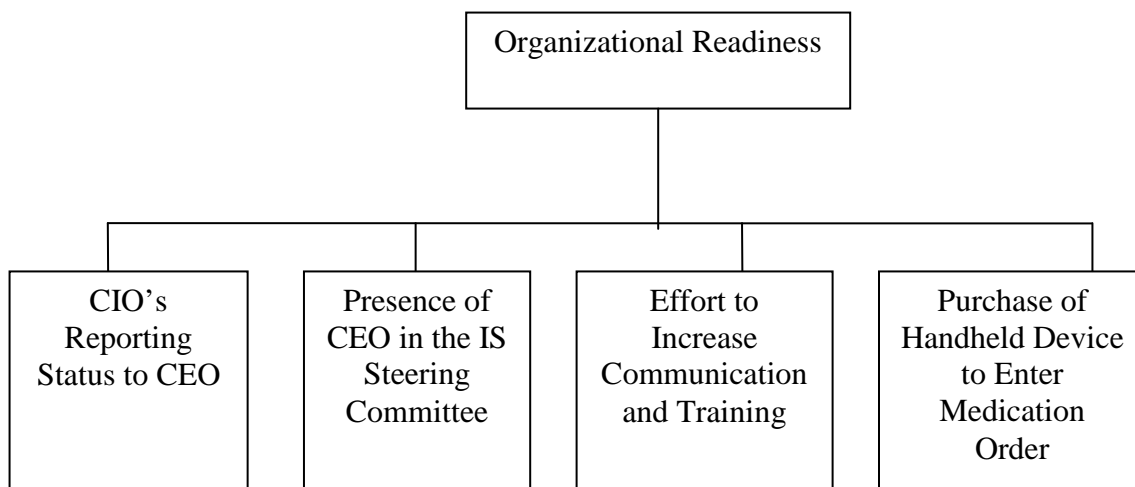 Organizational Readiness
CIO’s
Reporting
Status to CEO
Presence of
CEO in the IS
Steering
Committee
Effort to
Increase
Communication
and Training
Purchase of
Handheld Device
to Enter
Medication
Order